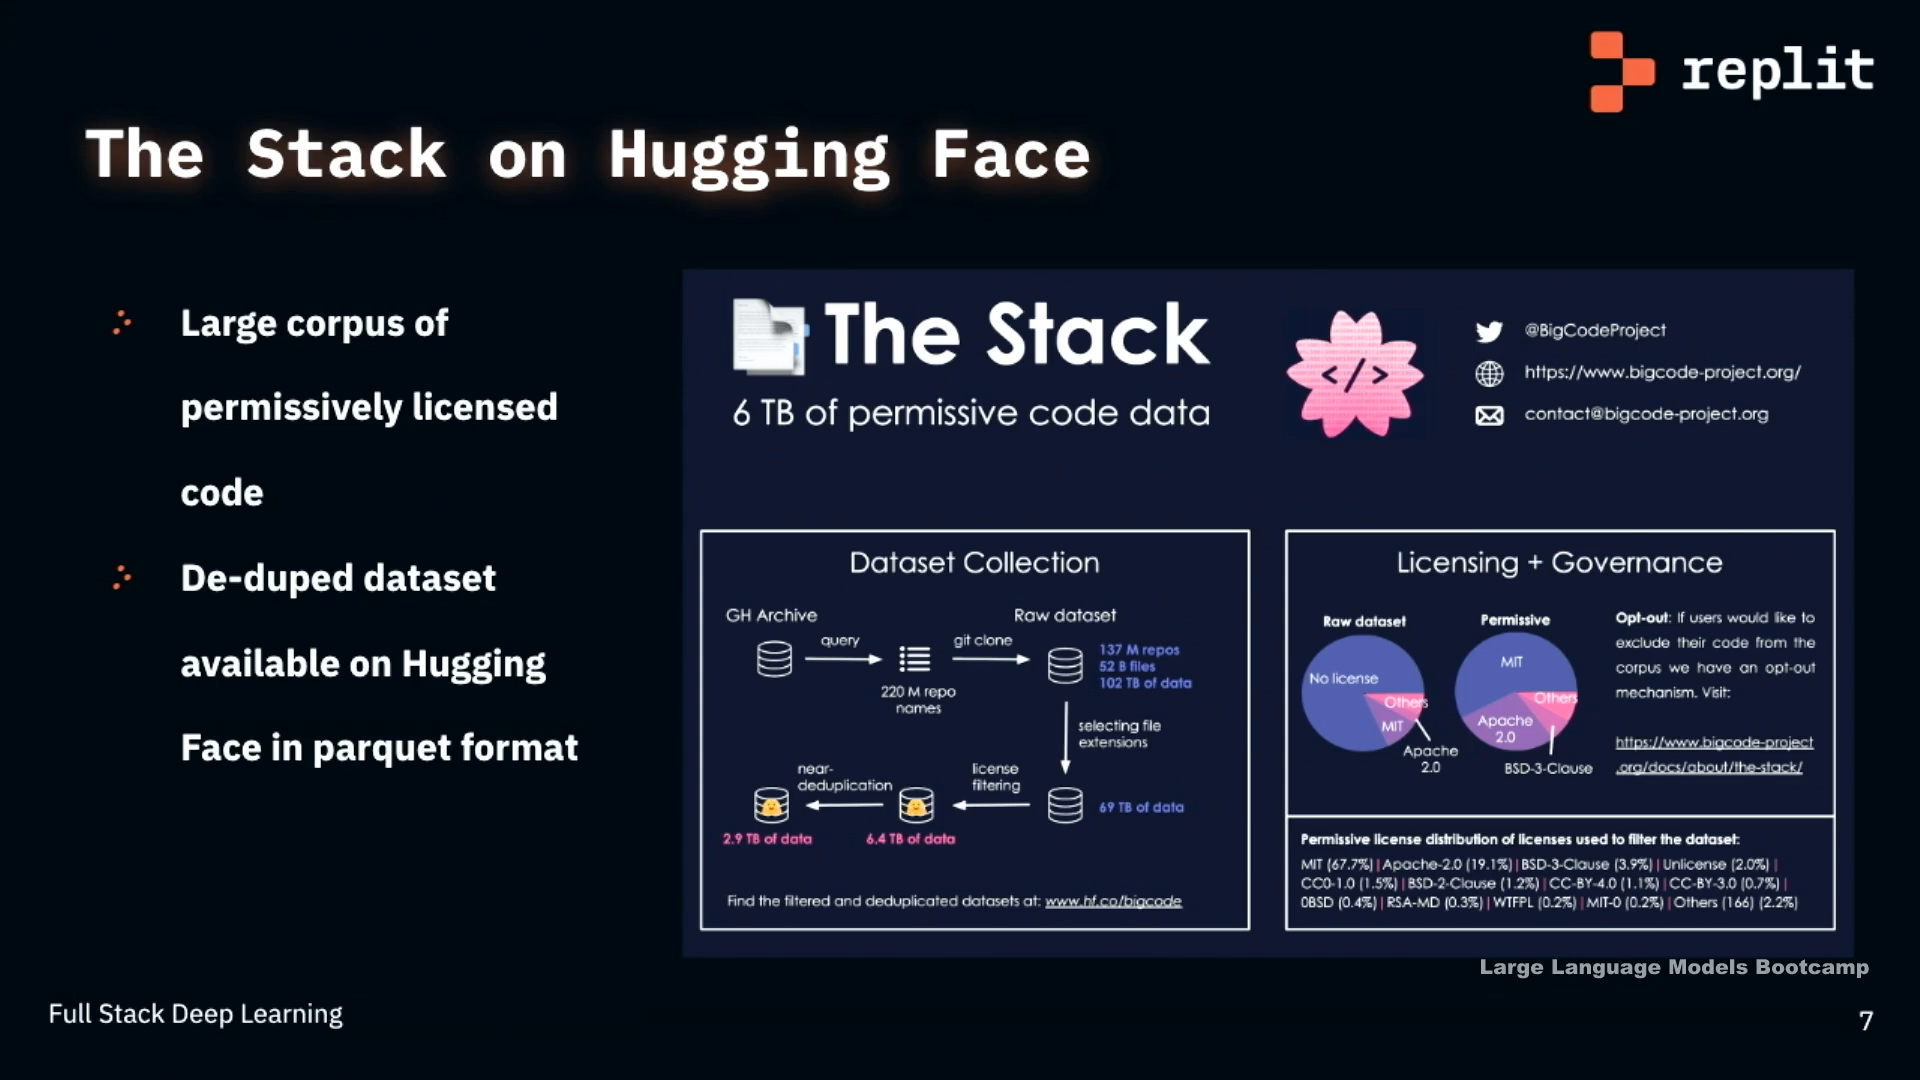 replit
The Stack on Hugging Face
Large corpus of
permissively licensed
code
De-duped dataset
available on Hugging
Face in parquet format
The Stack
6 TB of permissive code data
</>
@BigCodeProject
https://www.bigcode-project.org/
contact@bigcode-project.org
Dataset Collection
GH Archive
query
220 M repo
names
git clone
Raw dataset
137 M repos
52 B files
102 TB of data
selecting file
extensions
69 TB of data
license
filtering
6.4 TB of data
near-
deduplication
2.9 TB of data
Find the filtered and deduplicated datasets at: www.hf.co/bigcode
Licensing + Governance
Raw dataset
No license
Others
MIT
Apache
2.0
Permissive
MIT
Others
Apache
2.0
BSD-3-Clause
Opt-out: If users would like to
exclude their code from the
corpus we have an opt-out
mechanism. Visit:
https://www.bigcode-project
.org/docs/about/the-stack/
Permissive license distribution of licenses used to filter the dataset:
MIT (67.7%) | Apache-2.0 (19.1%) | BSD-3-Clause (3.9%) | Unlicense (2.0%) |
CC0-1.0 (1.5%) | BSD-2-Clause (1.2%) | CC-BY-4.0 (1.1%) | CC-BY-3.0 (0.7%) |
0BSD (0.4%) | RSA-MD (0.3%) | WTFPL (0.2%) | MIT-0 (0.2%) | Others (166) (2.2%)
Large Language Models Bootcamp
Full Stack Deep Learning
7